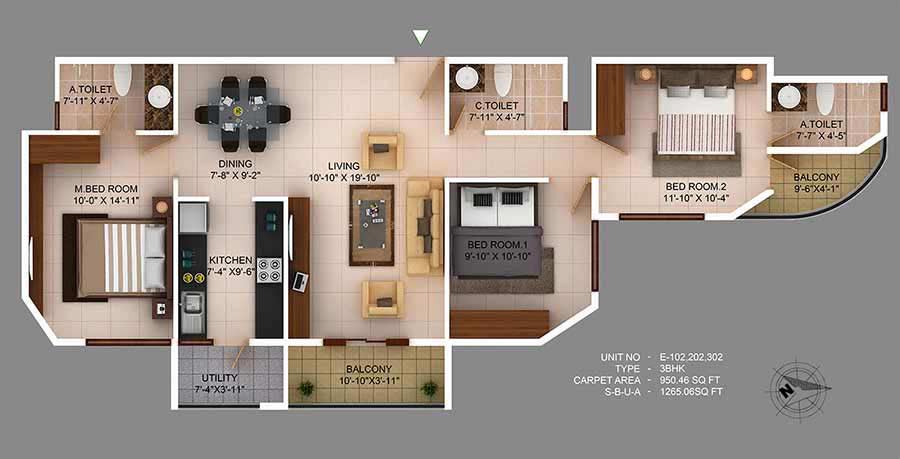 A.TOILET
7'-11" X 4'-7"
C.TOILET
7'-11" X 4'-7"
A.TOILET
7'-7" X 4'-5"
DINING
7'-8" X 9'-2"
LIVING
10'-10" X 19'-10"
BALCONY
9'-6"X4'-1"
M.BED ROOM
10'-0" X 14'-11"
BED ROOM.2
11'-10" X 10'-4"
KITCHEN
7'-4" X9'-6"
BED ROOM.1
9'-10" X 10'-10"
UTILITY
7'-4"X3'-11"
BALCONY
10'-10"X3'-11"
UNIT NO - E-102,202,302
TYPE - 3BHK
CARPET AREA - 950.46 SQ FT
S-B-U-A - 1265.06SQ FT
N